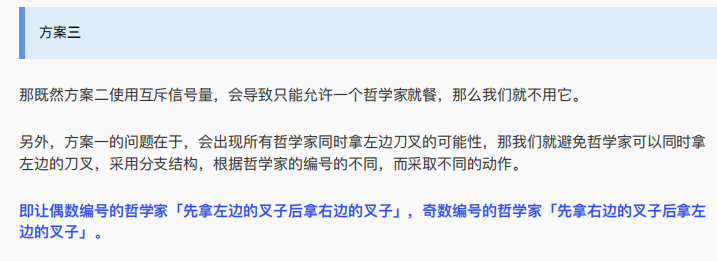 方案三
那既然方案二使用互斥信号量，会导致只能允许一个哲学家就餐，那么我们就不用它。
另外，方案一的问题在于，会出现所有哲学家同时拿左边刀叉的可能性，那我们就避免哲学家可以同时拿
左边的刀叉，采用分支结构，根据哲学家的编号的不同，而采取不同的动作。
即让偶数编号的哲学家「先拿左边的叉子后拿右边的叉子」，奇数编号的哲学家「先拿右边的叉子后拿左
边的叉子」。